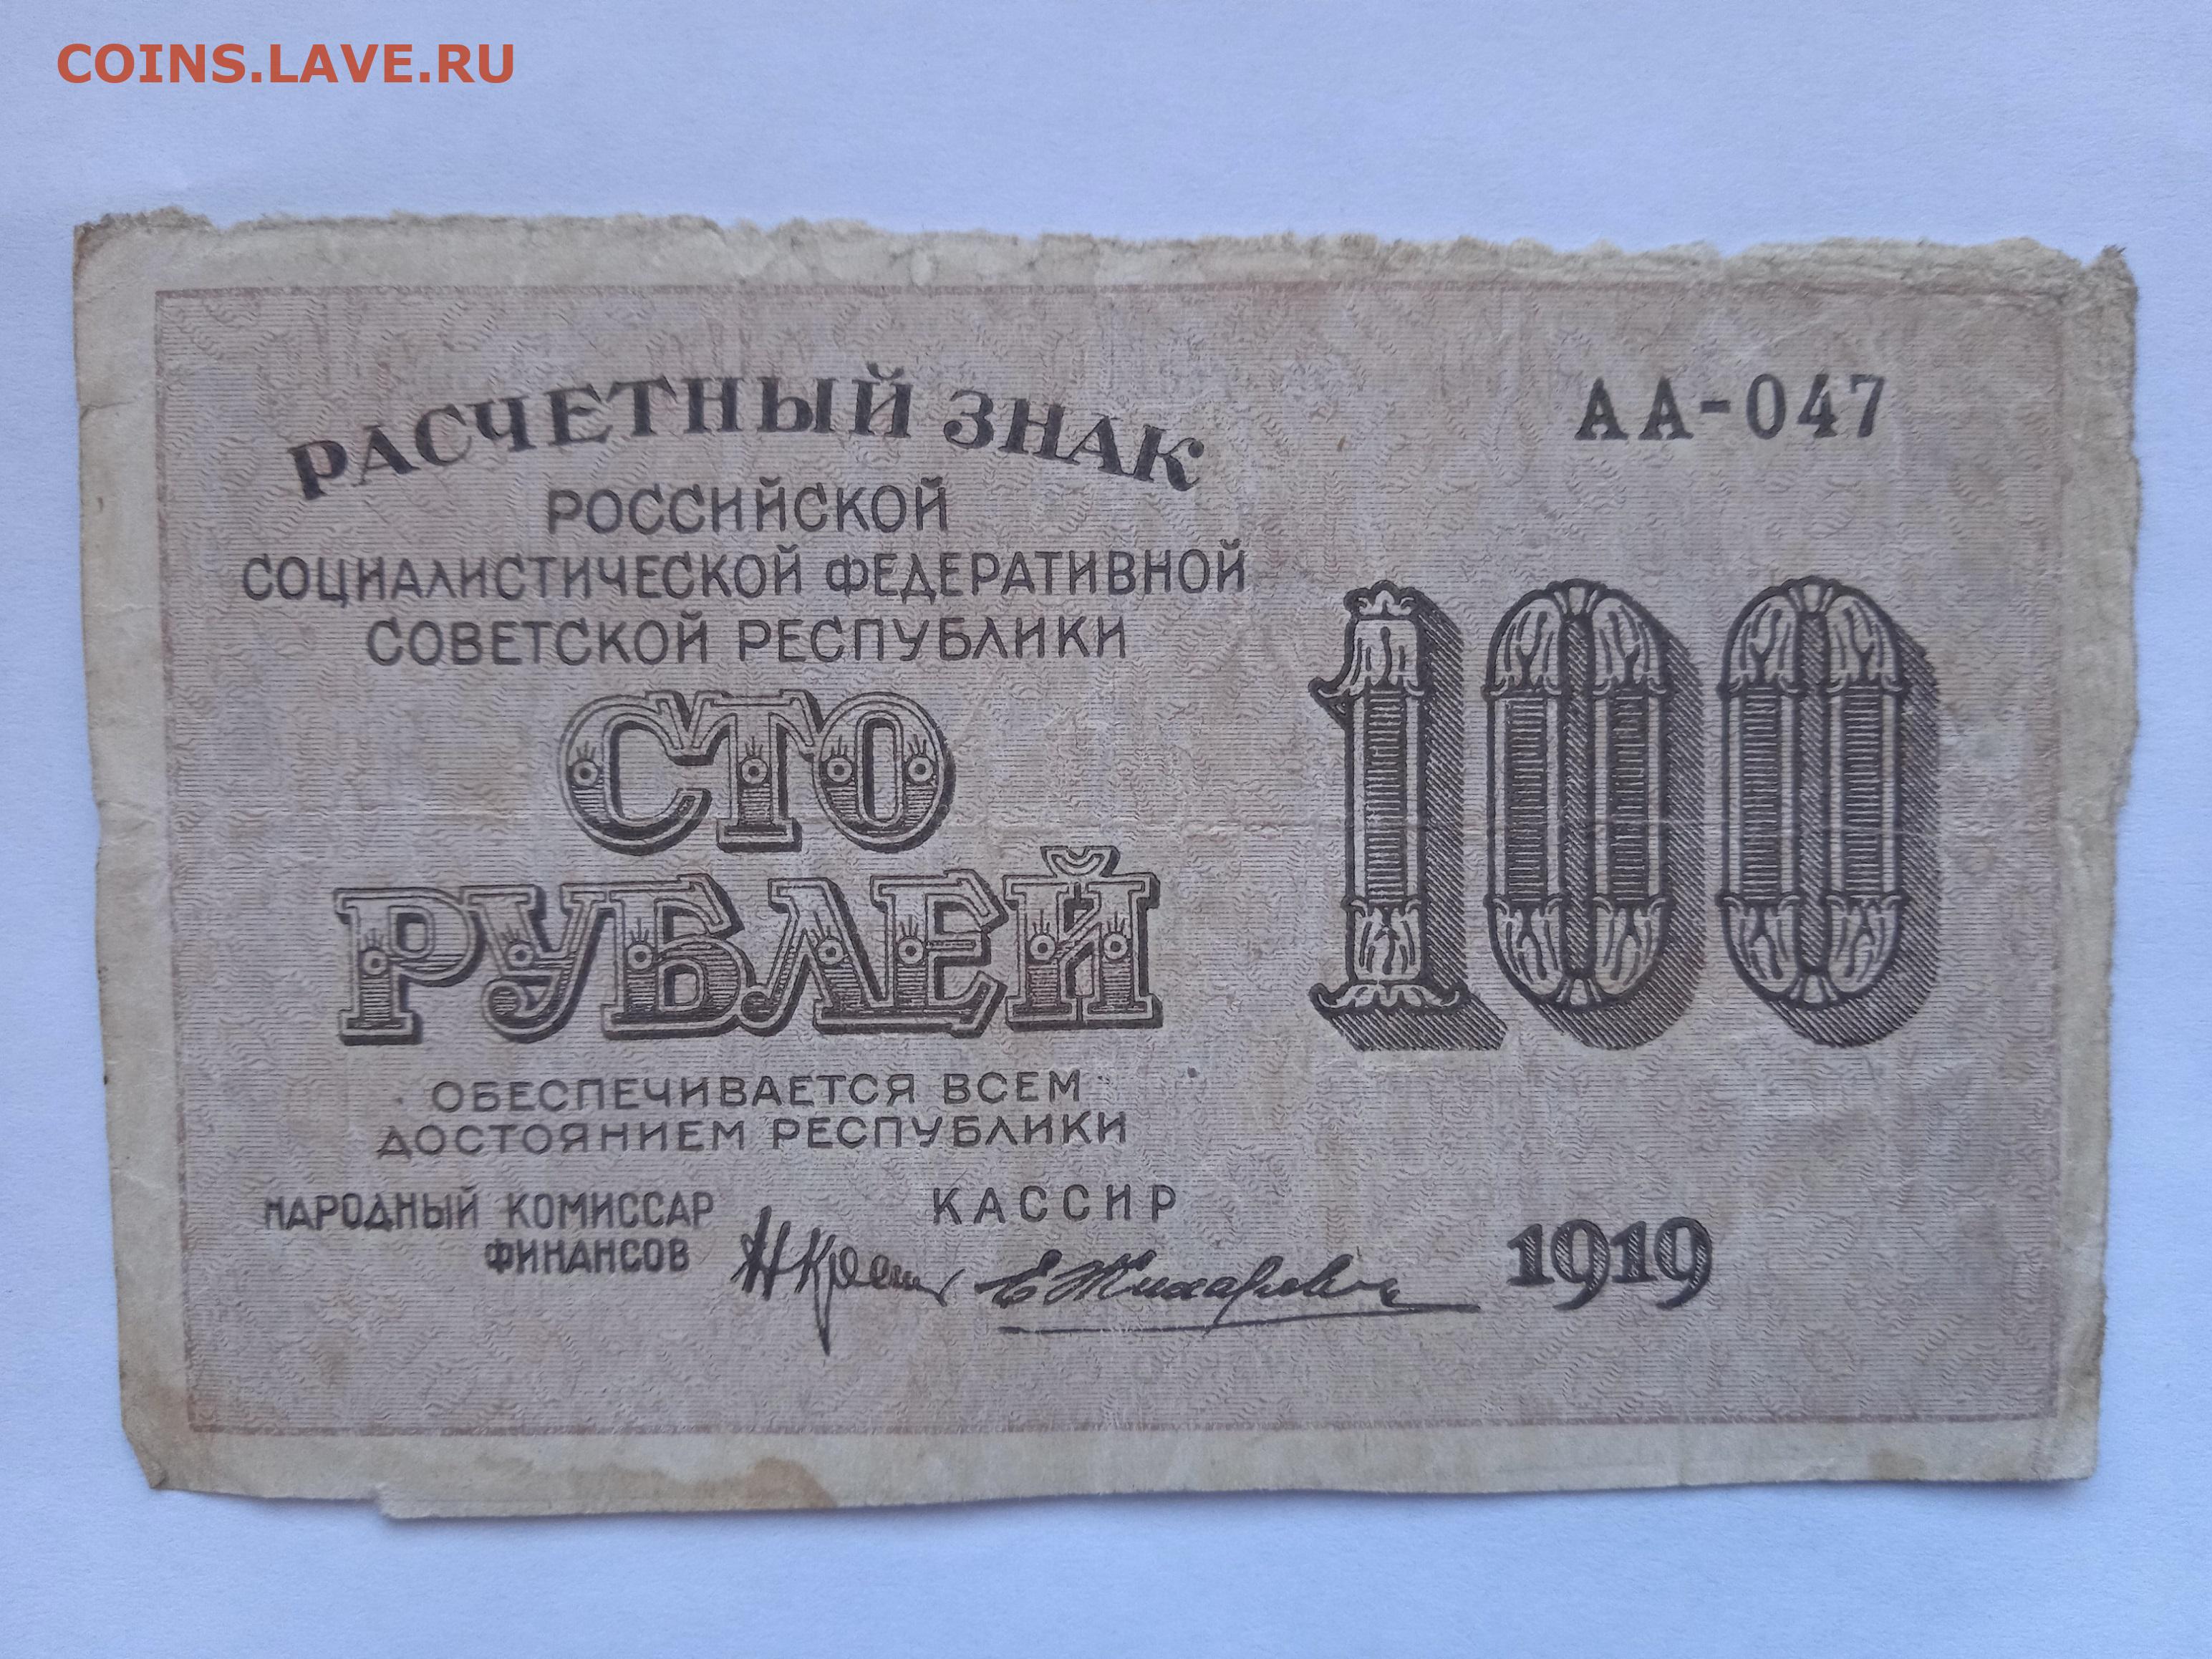 COINS.LAVE.RU
РАСЧЕТНЫЙ ЗНАК
АА-047
РОССИЙСКОЙ
СОЦИАЛИСТИЧЕСКОЙ ФЕДЕРАТИВНОЙ
СОВЕТСКОЙ РЕСПУБЛИКИ
СТО
РУБЛЕЙ
100
ОБЕСПЕЧИВАЕТСЯ ВСЕМ
ДОСТОЯНИЕМ РЕСПУБЛИКИ
НАРОДНЫЙ КОМИССАР
ФИНАНСОВ
КАССИР
Е Жихарев
1919